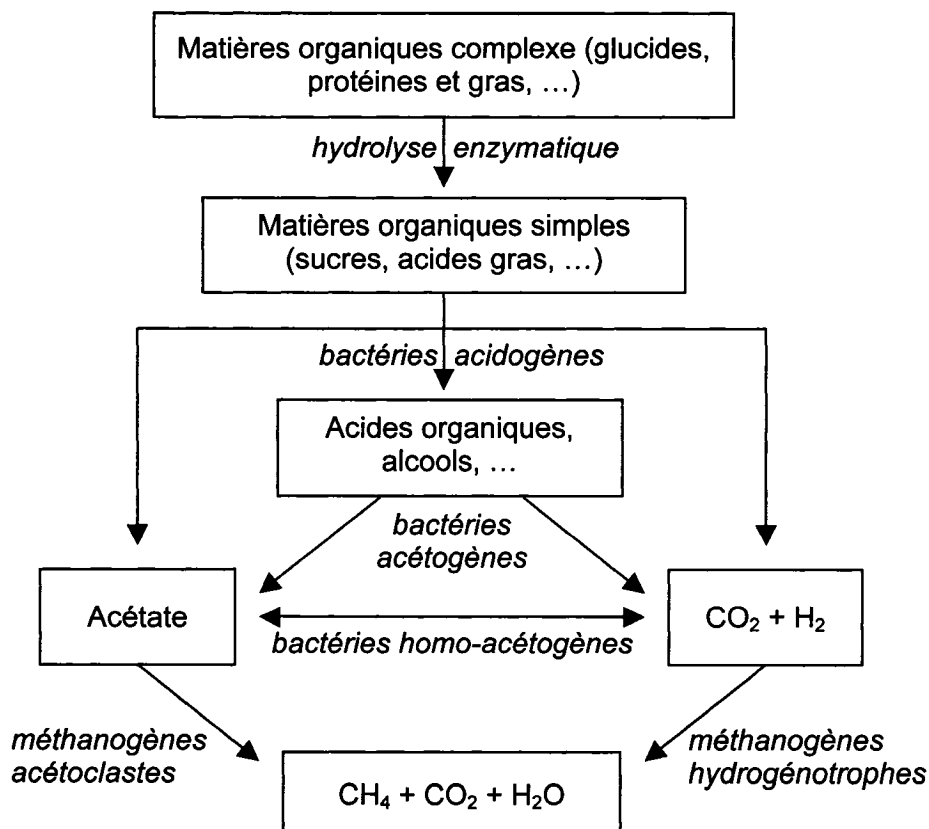 Matières organiques complexe (glucides,
protéines et gras, …)
hydrolyse enzymatique
Matières organiques simples
(sucres, acides gras, …)
bactéries acidogènes
Acides organiques,
alcools, …
bactéries
acétogènes
Acétate
CO₂ + H₂
bactéries homo-acétogènes
méthanogènes
acétoclastes
méthanogènes
hydrogénotrophes
CH₄ + CO₂ + H₂O